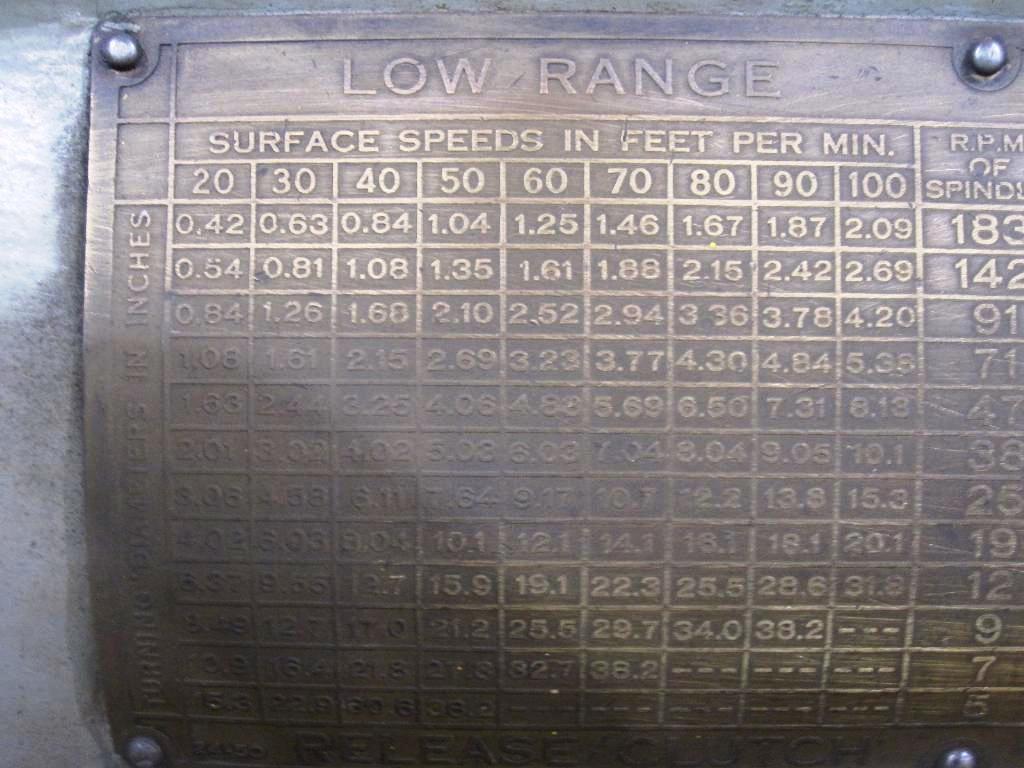 LOW RANGE
SURFACE SPEEDS IN FEET PER MIN. R.P.M
OF
20 30 40 50 60 70 80 90 100
TURNING DIAMETERS IN INCHES
0.42 0.63 0.84 1.04 1.25 1.46 1.67 1.87 2.09 183
0.54 0.81 1.08 1.35 1.61 1.88 2.15 2.42 2.69 142
0.84 1.26 1.68 2.10 2.52 2.94 3.36 3.78 4.20 91
1.08 1.61 2.15 2.69 3.23 3.77 4.30 4.84 5.38 71
1.63 2.44 3.25 4.06 4.88 5.69 6.50 7.31 8.13 47
2.01 3.02 4.02 5.03 6.03 7.04 8.04 9.05 10.1 38
3.06 4.58 6.11 7.64 9.17 10.7 12.2 13.8 15.3 25
4.02 6.03 8.04 10.1 12.1 14.1 16.1 18.1 20.1 19
6.37 9.55 12.7 15.9 19.1 22.3 25.5 28.6 31.8 12
8.49 12.7 17.0 21.2 25.5 29.7 34.0 38.2 --- 9
10.9 16.4 21.8 27.3 32.7 38.2 --- --- --- 7
15.3 22.9 38.2 --- --- --- --- --- 5
RELEASE CLUTCH